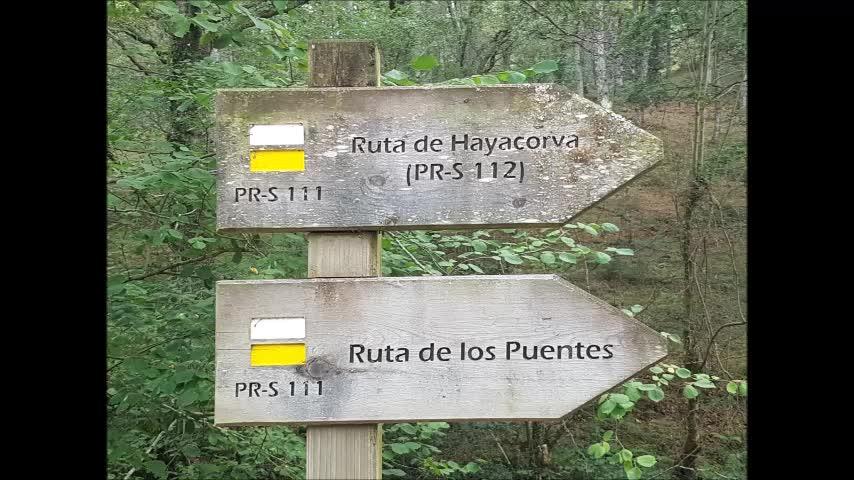 Ruta de Hayacorva
(PR-S 112)
PR-S 111
Ruta de los Puentes
PR-S 111